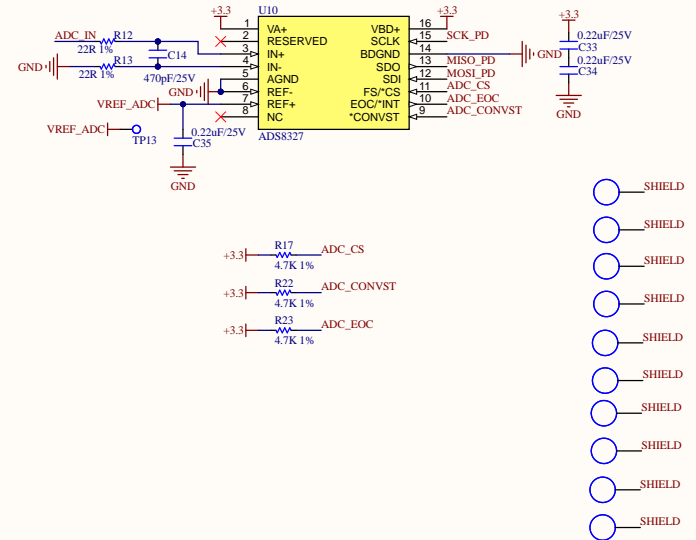 +3.3
U10
+3.3
+3.3
1 VA+ VBD+ 16
2 RESERVED SCLK 15 SCK_PD
ADC_IN R12 3 IN+ BDGND 14 GND
22R 1% C14
GND R13 4 IN- SDO 13 MISO_PD
22R 1% 470pF/25V
5 AGND SDI 12 MOSI_PD
GND 6 REF- FS/*CS 11 ADC_CS
VREF_ADC 7 REF+ EOC/*INT 10 ADC_EOC
8 NC *CONVST 9 ADC_CONVST
ADS8327
0.22uF/25V
C33
0.22uF/25V
C34
GND
VREF_ADC TP13
0.22uF/25V
C35
GND
R17
+3.3 ADC_CS
4.7K 1%
R22
+3.3 ADC_CONVST
4.7K 1%
R23
+3.3 ADC_EOC
4.7K 1%
SHIELD
SHIELD
SHIELD
SHIELD
SHIELD
SHIELD
SHIELD
SHIELD
SHIELD
SHIELD